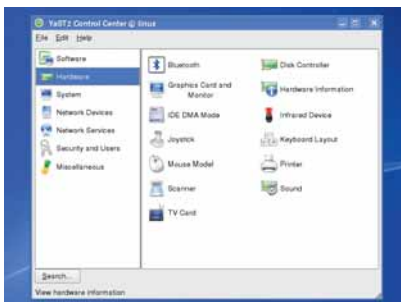 YaST2 Control Center @ linux
File Edit Help
Software
Hardware
System
Network Devices
Network Services
Security and Users
Miscellaneous
Bluetooth
Disk Controller
Graphics Card and
Monitor
Hardware Information
IDE DMA Mode
Infrared Device
Joystick
Keyboard Layout
Mouse Model
Printer
Scanner
Sound
TV Card
Search...
View hardware information